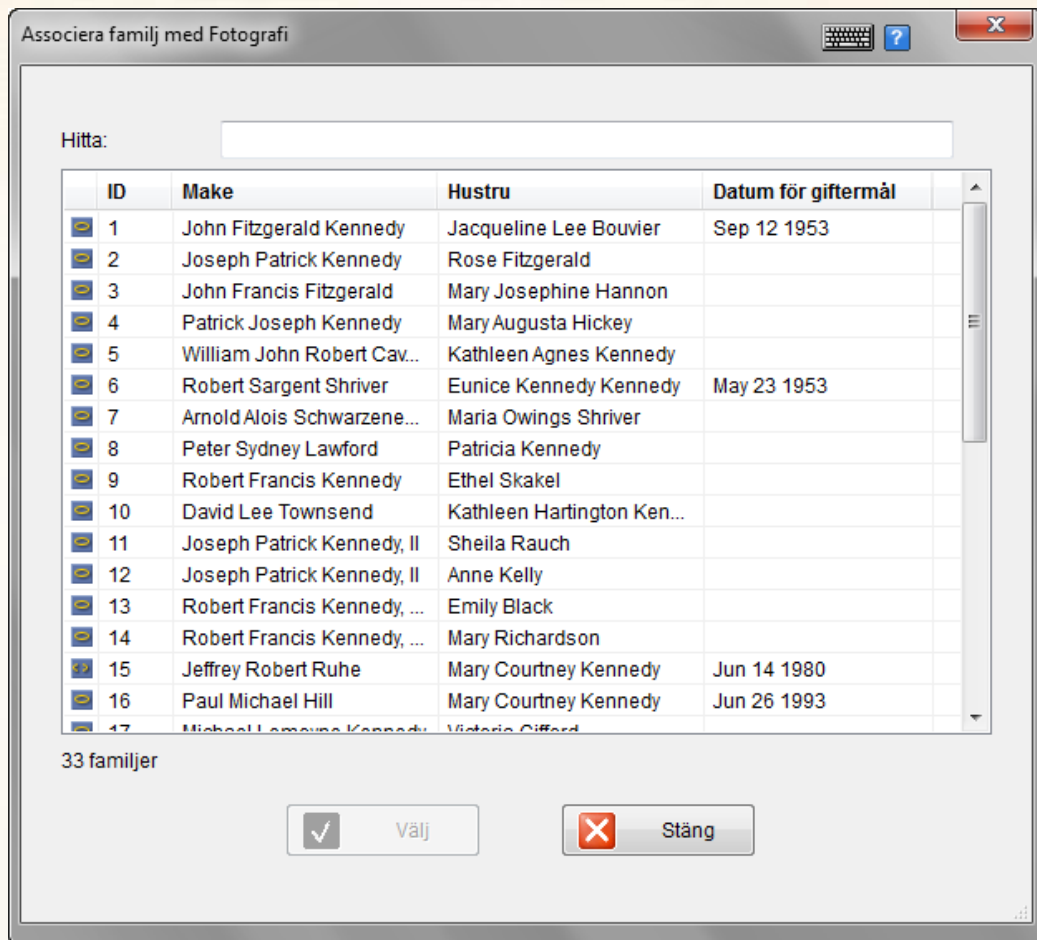 Associera familj med Fotografi
Hitta:
ID Make Hustru Datum för giftermål
1 John Fitzgerald Kennedy Jacqueline Lee Bouvier Sep 12 1953
2 Joseph Patrick Kennedy Rose Fitzgerald
3 John Francis Fitzgerald Mary Josephine Hannon
4 Patrick Joseph Kennedy Mary Augusta Hickey
5 William John Robert Cav... Kathleen Agnes Kennedy
6 Robert Sargent Shriver Eunice Kennedy Kennedy May 23 1953
7 Arnold Alois Schwarzene... Maria Owings Shriver
8 Peter Sydney Lawford Patricia Kennedy
9 Robert Francis Kennedy Ethel Skakel
10 David Lee Townsend Kathleen Hartington Ken...
11 Joseph Patrick Kennedy, II Sheila Rauch
12 Joseph Patrick Kennedy, II Anne Kelly
13 Robert Francis Kennedy, ... Emily Black
14 Robert Francis Kennedy, ... Mary Richardson
15 Jeffrey Robert Ruhe Mary Courtney Kennedy Jun 14 1980
16 Paul Michael Hill Mary Courtney Kennedy Jun 26 1993
17 Michael Lemoyne Kennedy Victoria Gifford
33 familjer
Välj Stäng